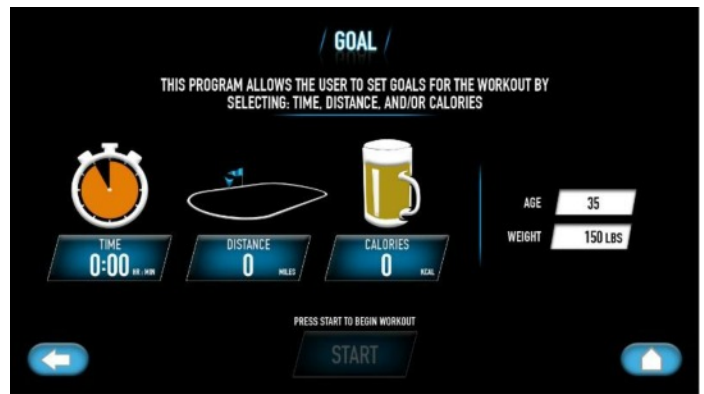 / GOAL /
THIS PROGRAM ALLOWS THE USER TO SET GOALS FOR THE WORKOUT BY
SELECTING: TIME, DISTANCE, AND/OR CALORIES
TIME
0:00 HR : MIN
DISTANCE
0 MILES
CALORIES
0 KCAL
AGE 35
WEIGHT 150 LBS
PRESS START TO BEGIN WORKOUT
START